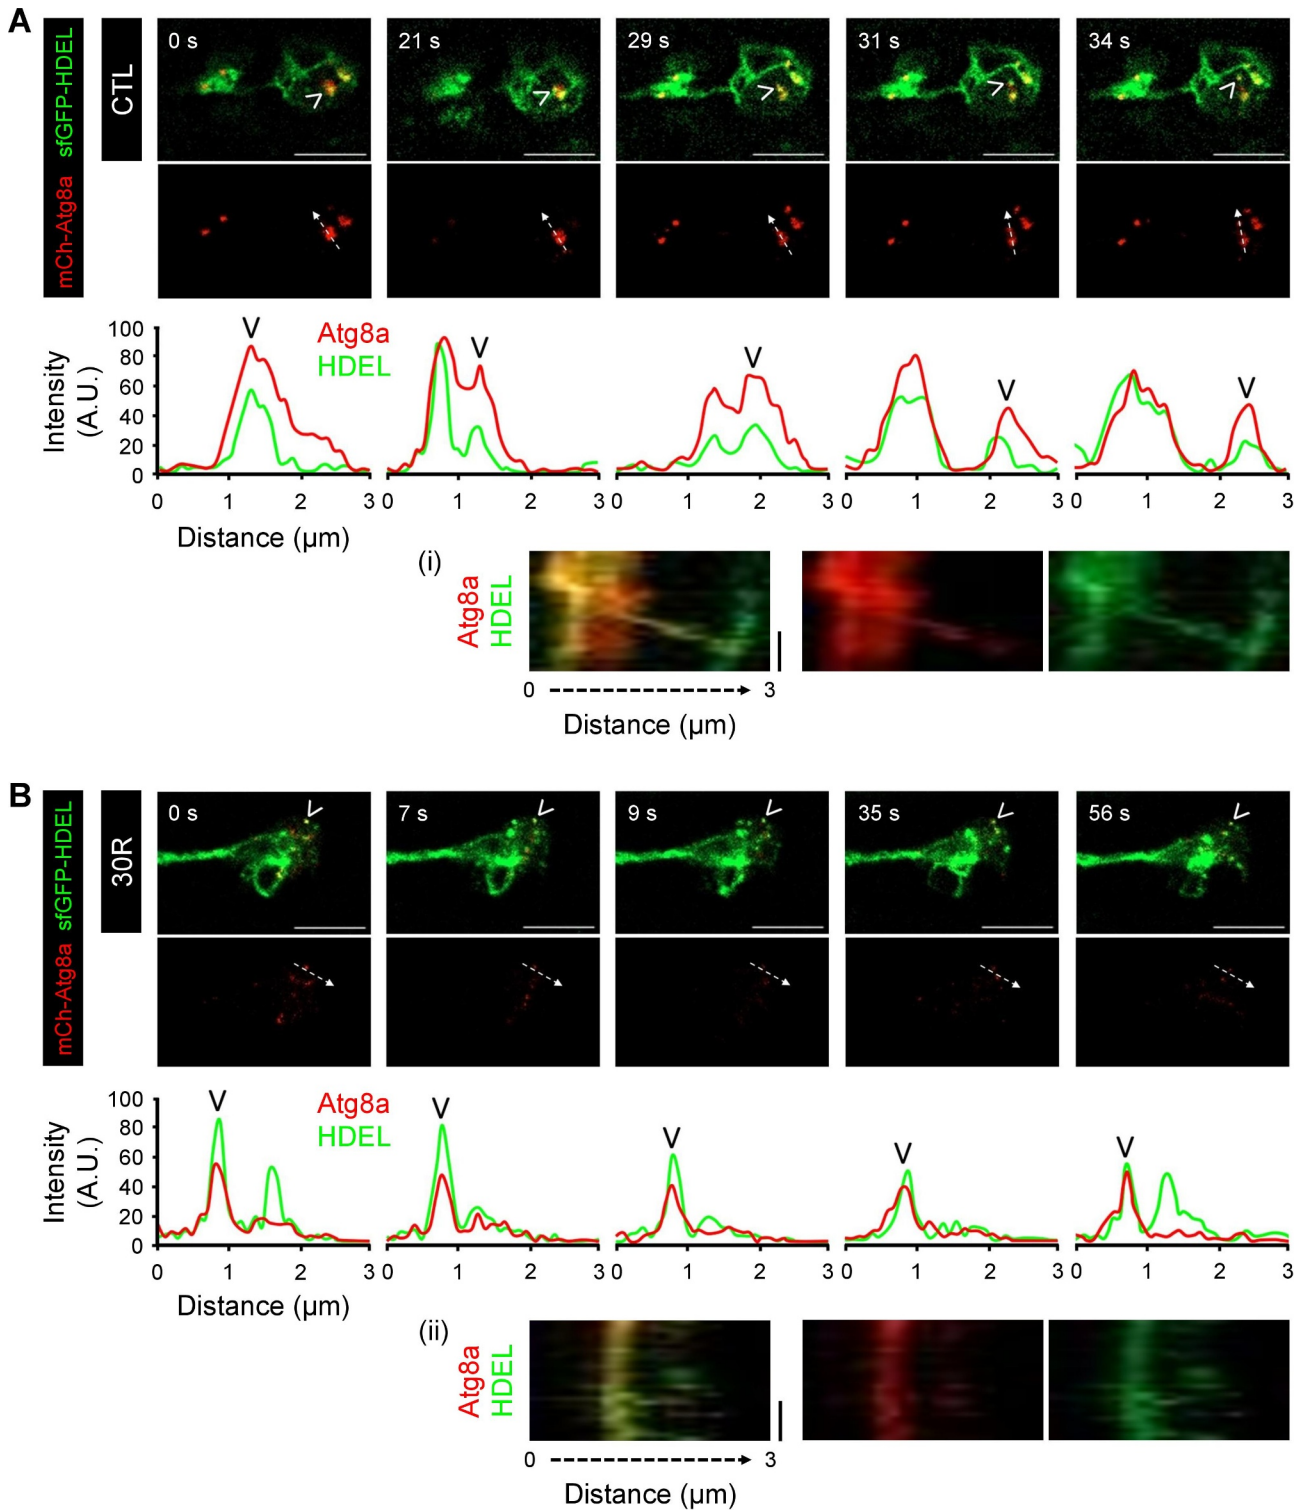 A
mCh-Atg8a sfGFP-HDEL
CTL
0 s
21 s
29 s
31 s
34 s
Intensity
(A.U.)
100
80
60
40
20
0
V
Atg8a
HDEL
V
V
V
V
0 1 2 3
0 1 2 3
0 1 2 3
0 1 2 3
0 1 2 3
Distance (µm)
(i)
Atg8a
HDEL
0 3
Distance (µm)
B
mCh-Atg8a sfGFP-HDEL
30R
0 s
7 s
9 s
35 s
56 s
Intensity
(A.U.)
100
80
60
40
20
0
V
Atg8a
HDEL
V
V
V
V
0 1 2 3
0 1 2 3
0 1 2 3
0 1 2 3
0 1 2 3
Distance (µm)
(ii)
Atg8a
HDEL
0 3
Distance (µm)